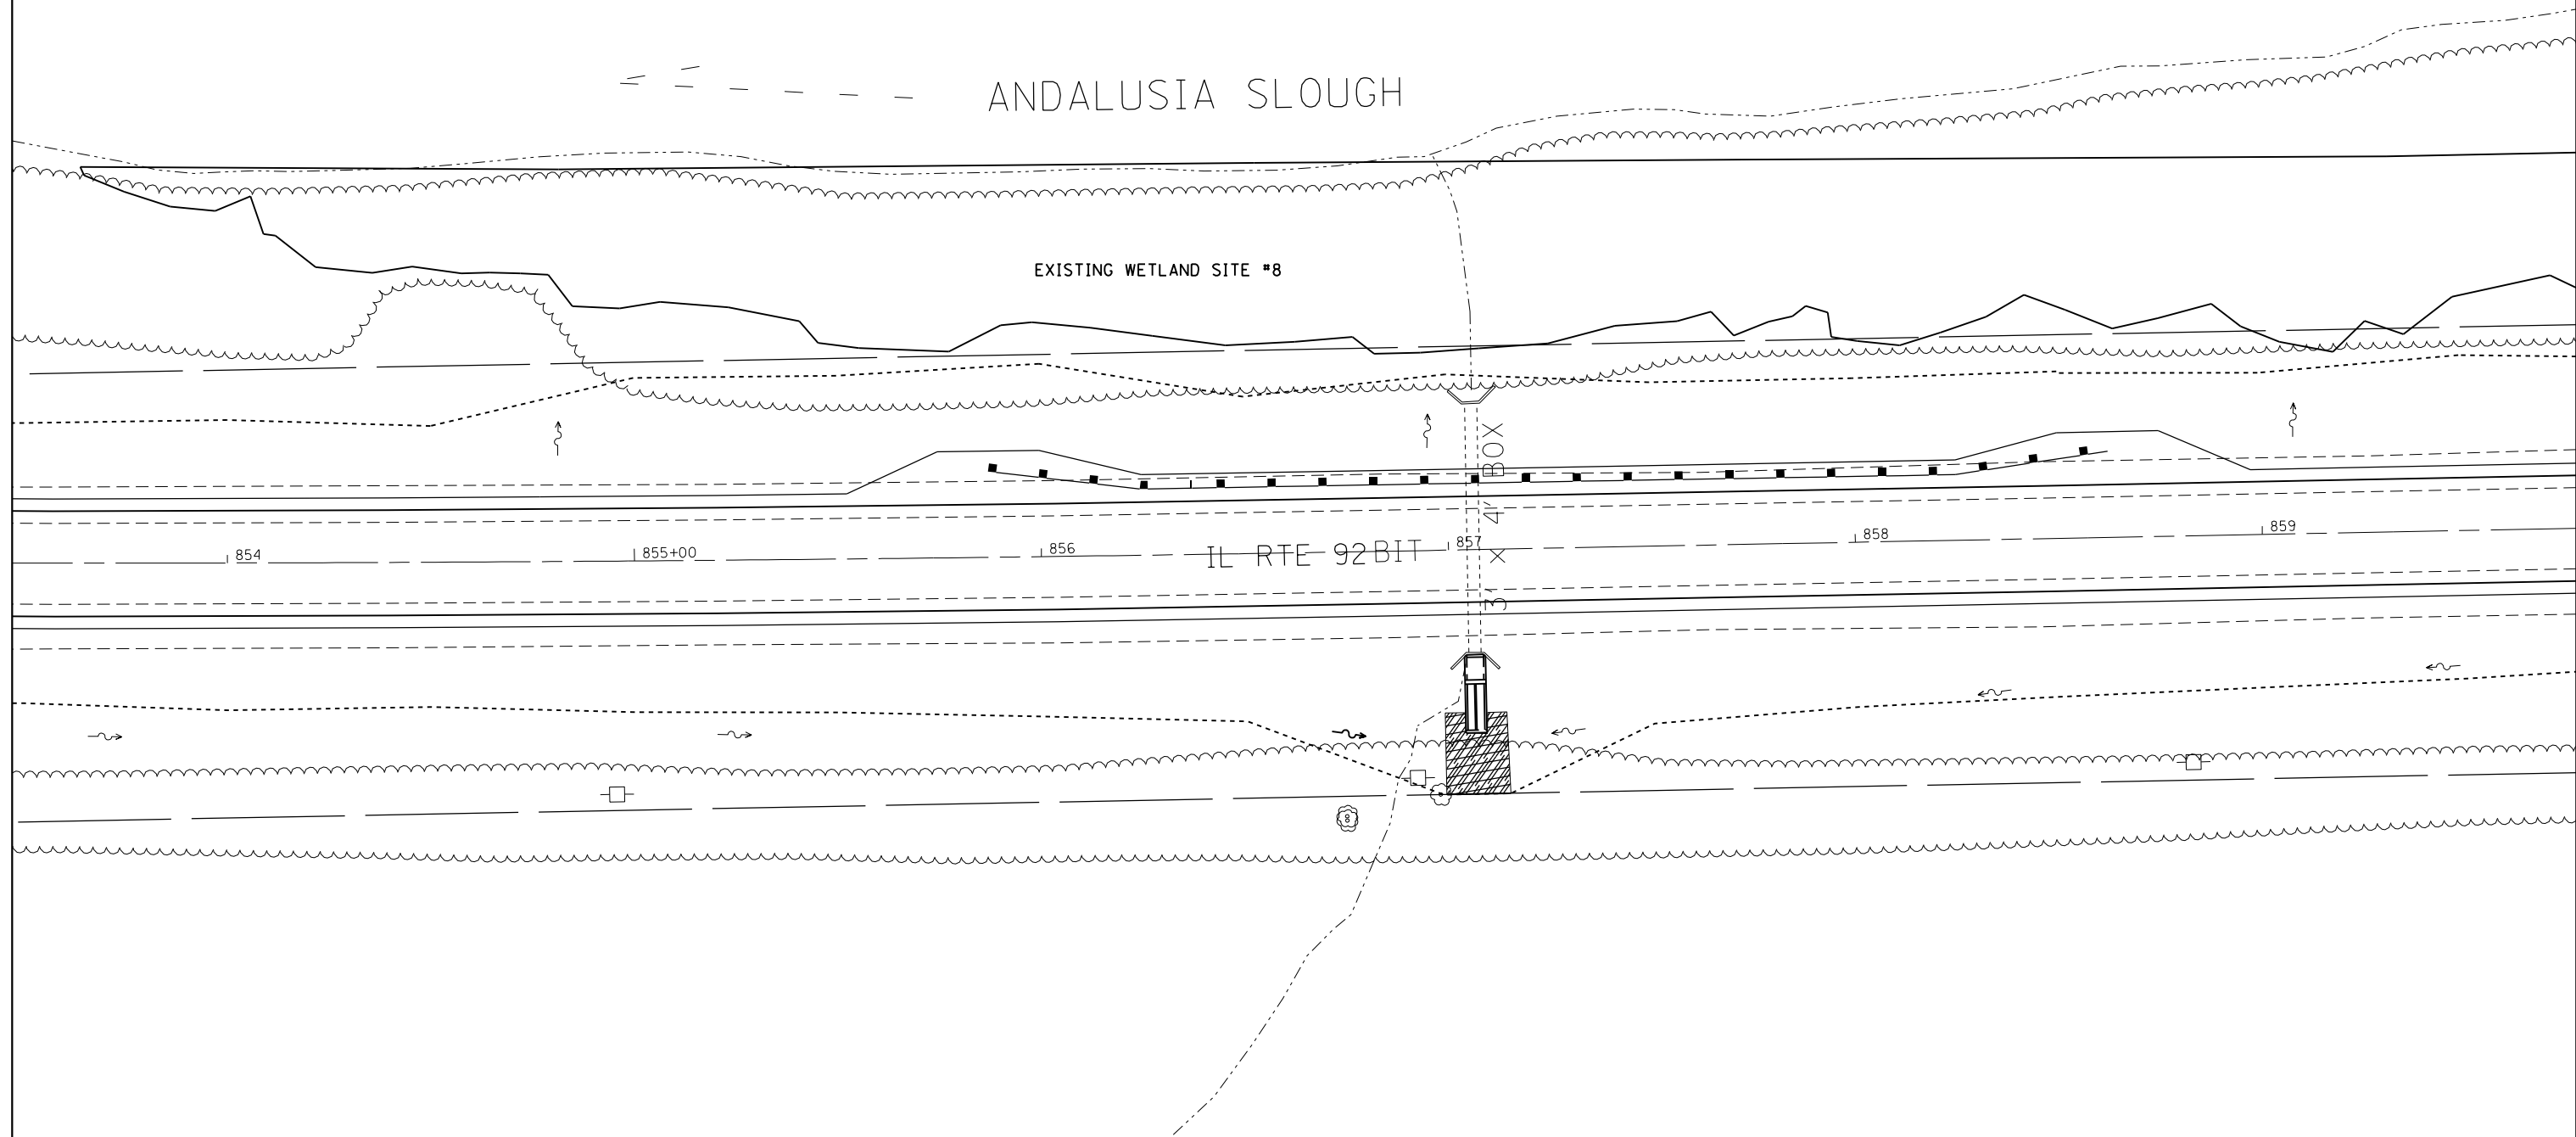 ANDALUSIA SLOUGH
EXISTING WETLAND SITE #8
3' x 4' BOX
854
855+00
856
IL RTE 92 BIT
857
858
859